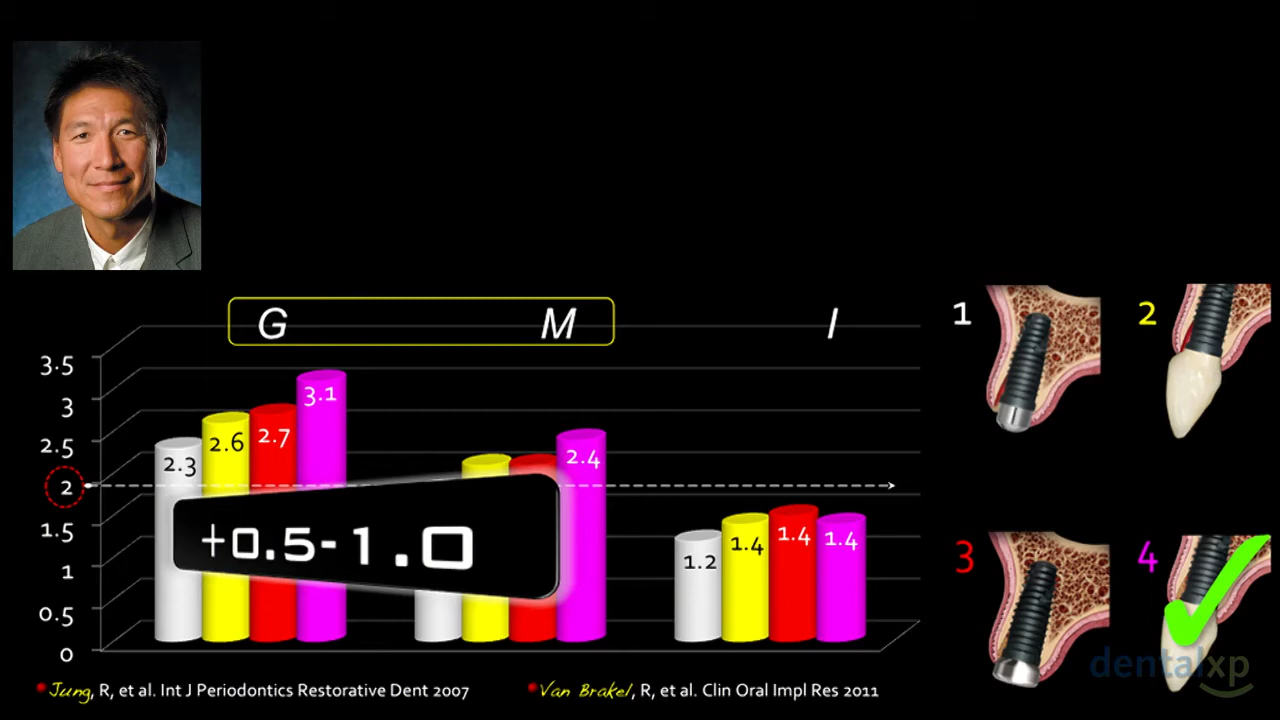 G M I
1 2
3.5
3
2.5
2
1.5
1
0.5
0
2.3 2.6 2.7 3.1
2.4
1.2 1.4 1.4 1.4
+0.5-1.0
3 4
dentalxp
Jung, R, et al. Int J Periodontics Restorative Dent 2007
Van Brakel, R, et al. Clin Oral Impl Res 2011